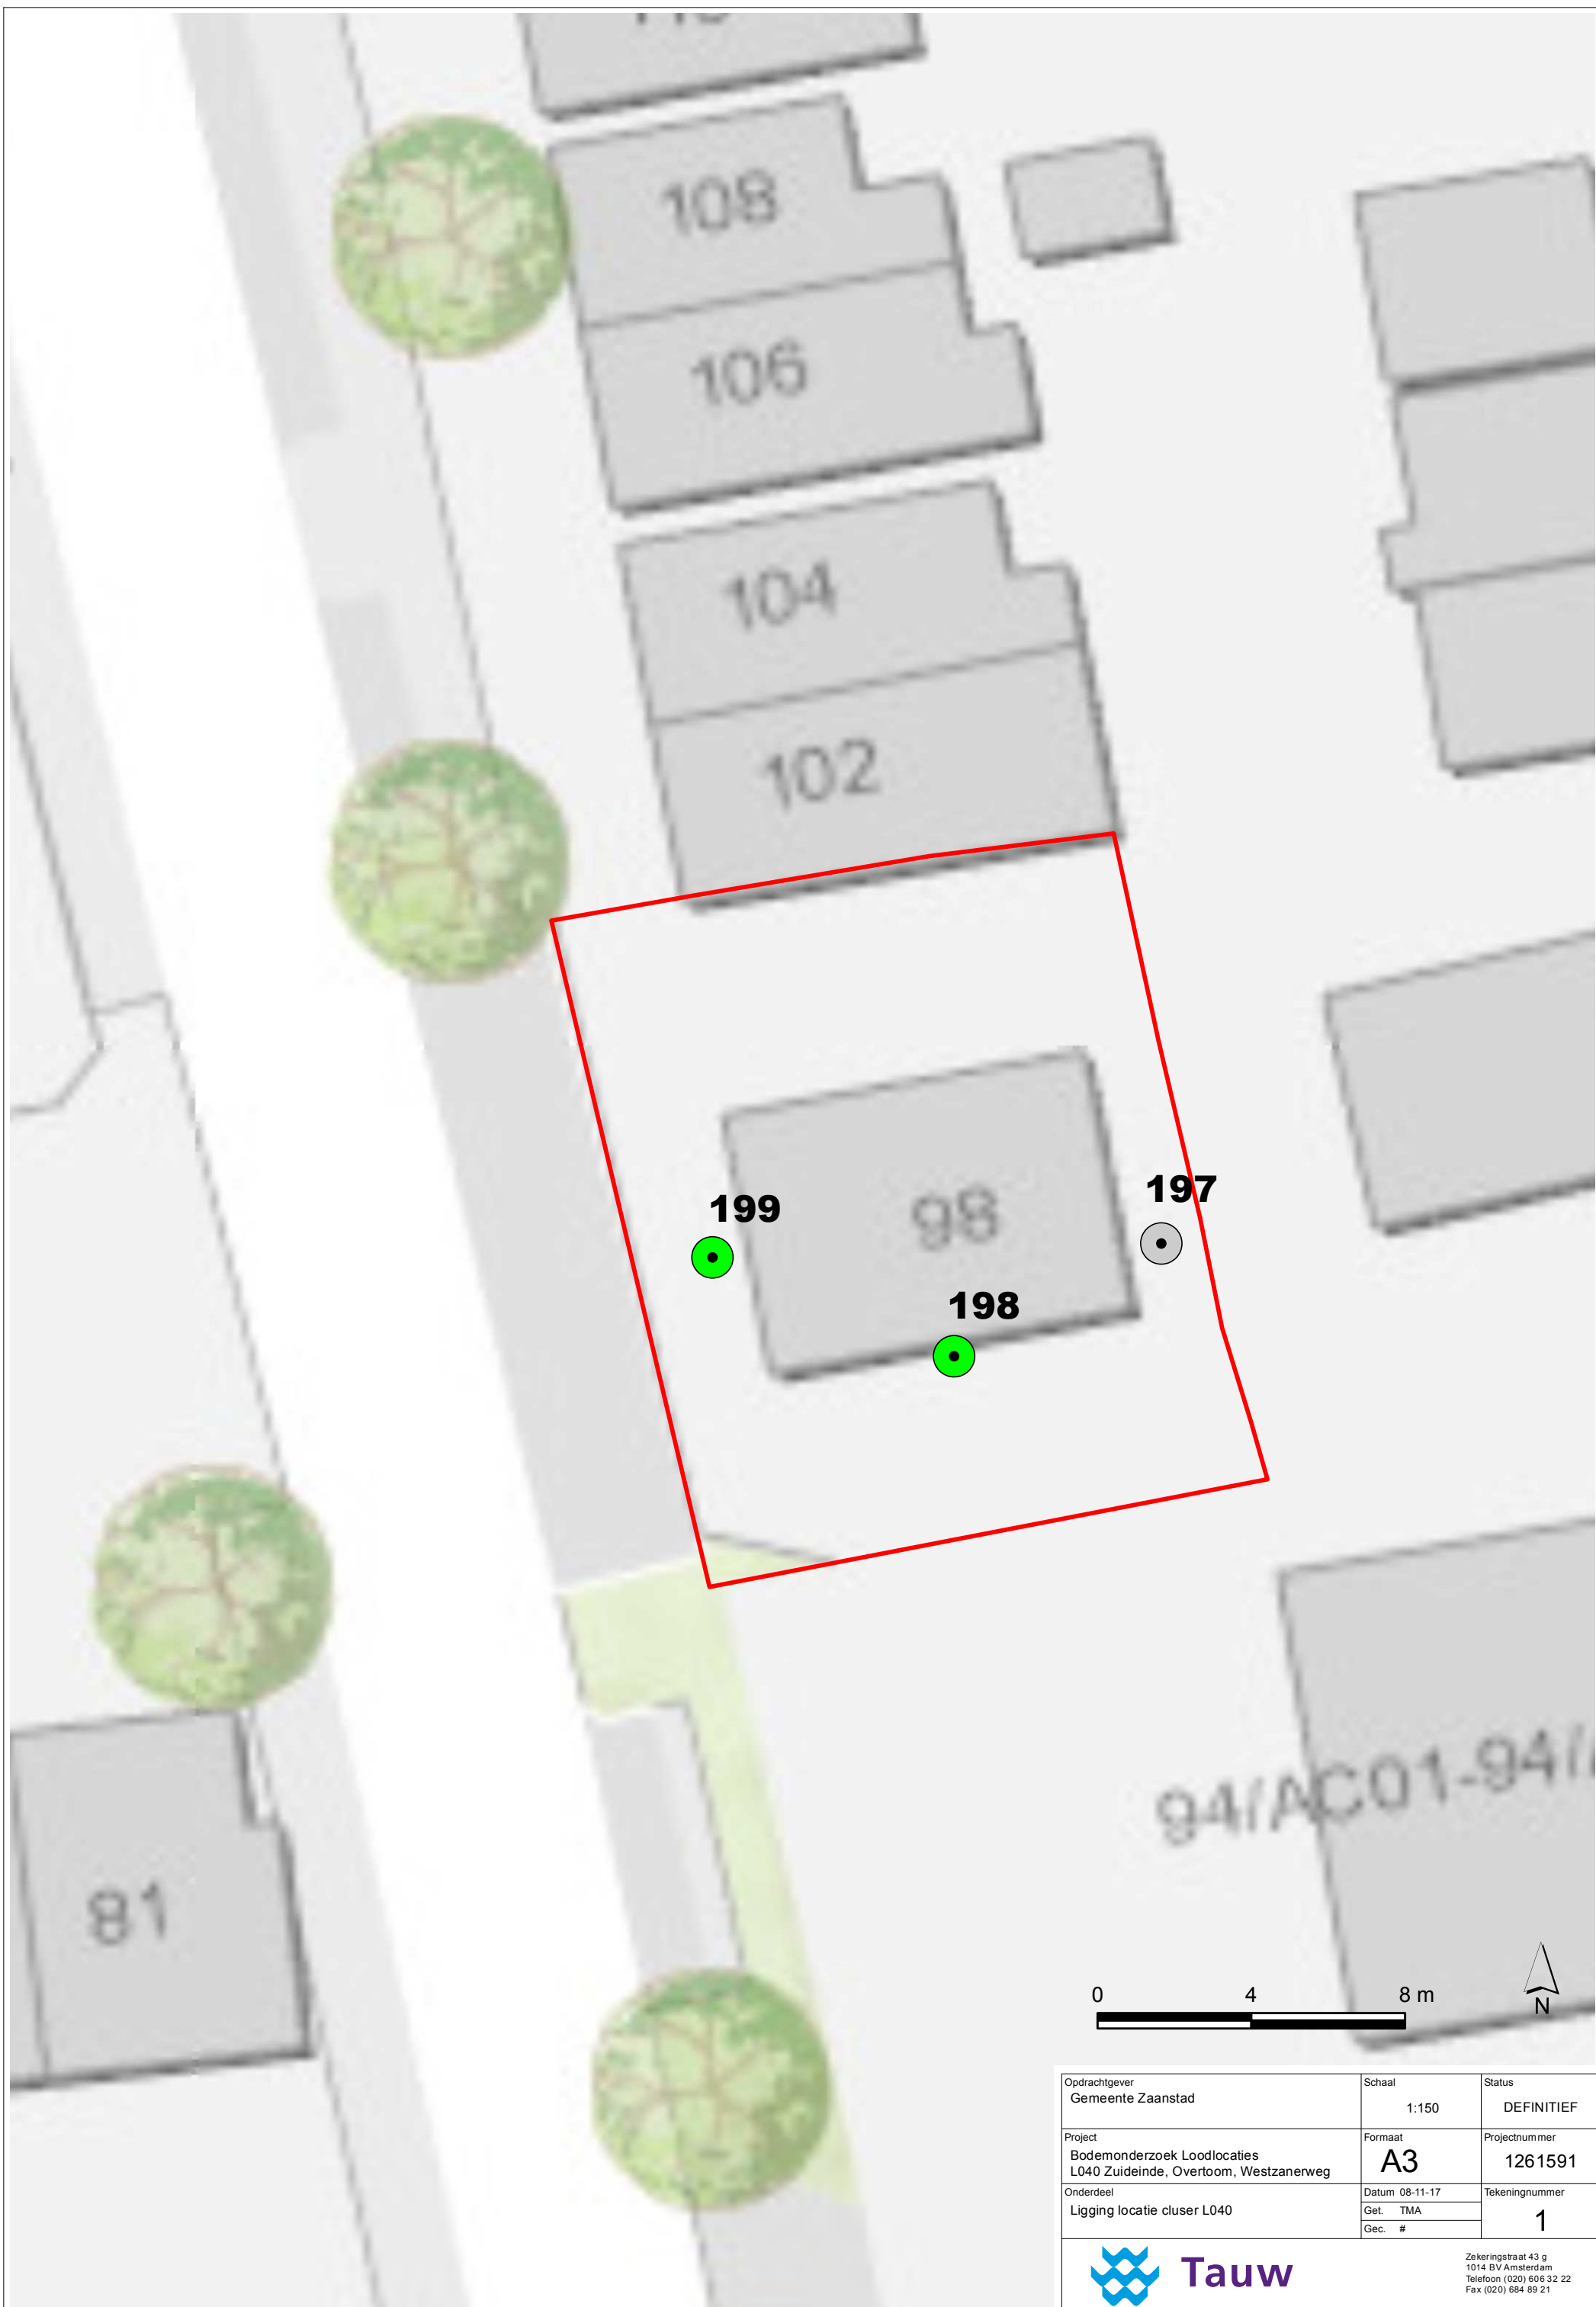 108
106
104
102
199
98
197
198
94/AC01-94/
81
0 4 8 m
N
Opdrachtgever
Gemeente Zaanstad
Schaal
1:150
Status
DEFINITIEF
Project
Bodemonderzoek Loodlocaties
L040 Zuideinde, Overtoom, Westzanerweg
Formaat
A3
Projectnummer
1261591
Onderdeel
Ligging locatie cluser L040
Datum 08-11-17
Get. TMA
Gec. #
Tekeningnummer
1
Tauw
Zekeringstraat 43 g
1014 BV Amsterdam
Telefoon (020) 606 32 22
Fax (020) 684 89 21